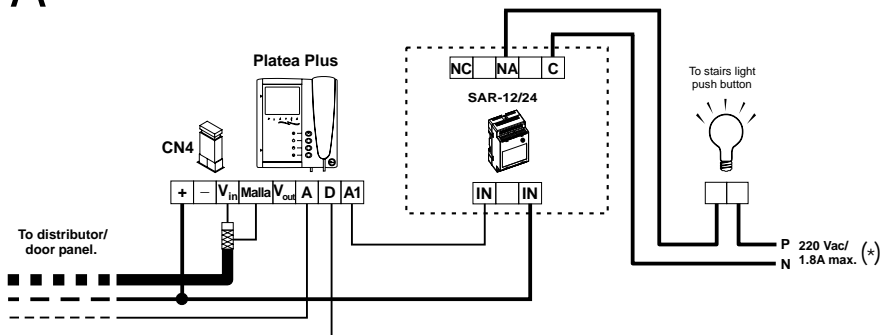 A
Platea Plus
NC NA C
SAR-12/24
To stairs light
push button
CN4
+ – Vin Malla Vout A D A1
IN IN
To distributor/
door panel.
P 220 Vac/
N 1.8A max. (*)